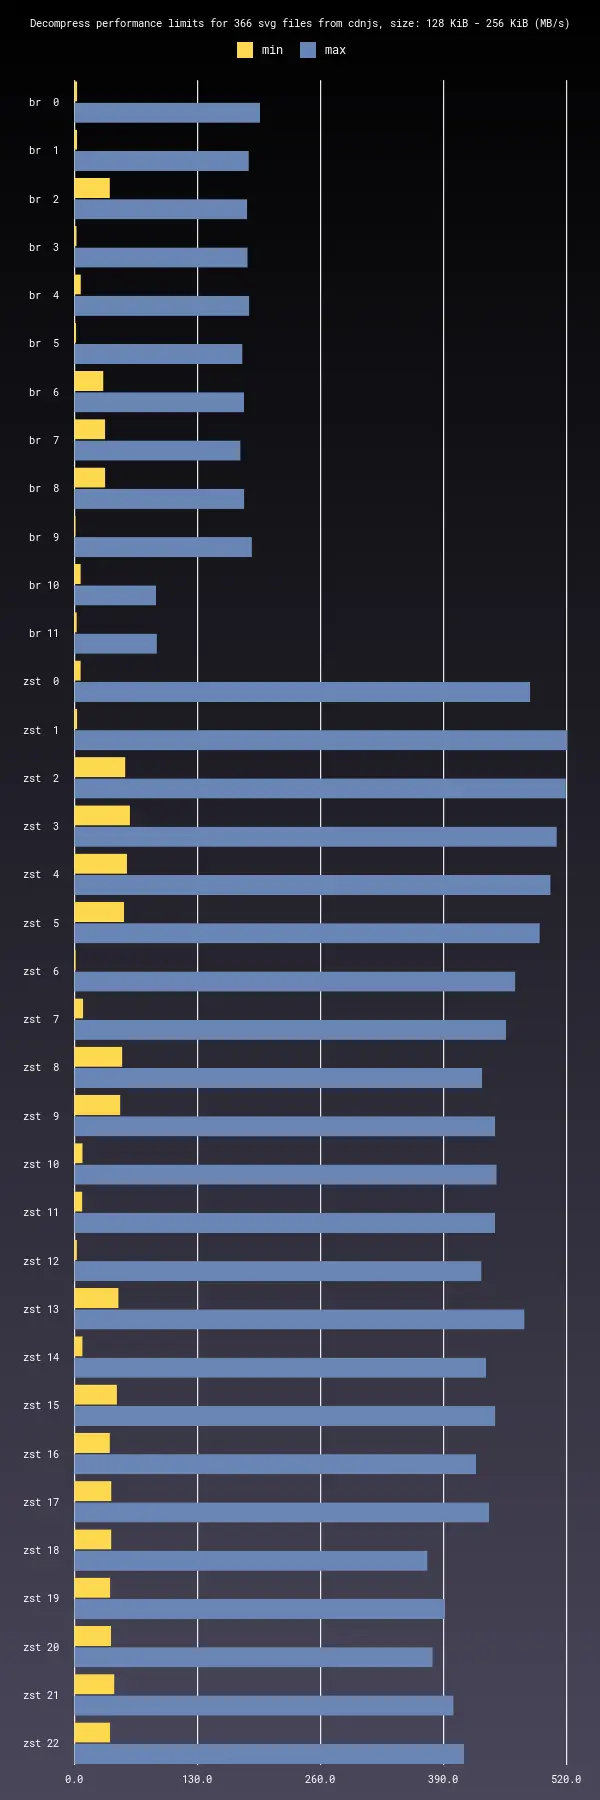 Decompress performance limits for 366 svg files from cdnjs, size: 128 KiB - 256 KiB (MB/s)
min max
br 0
br 1
br 2
br 3
br 4
br 5
br 6
br 7
br 8
br 9
br 10
br 11
zst 0
zst 1
zst 2
zst 3
zst 4
zst 5
zst 6
zst 7
zst 8
zst 9
zst 10
zst 11
zst 12
zst 13
zst 14
zst 15
zst 16
zst 17
zst 18
zst 19
zst 20
zst 21
zst 22
0.0 130.0 260.0 390.0 520.0